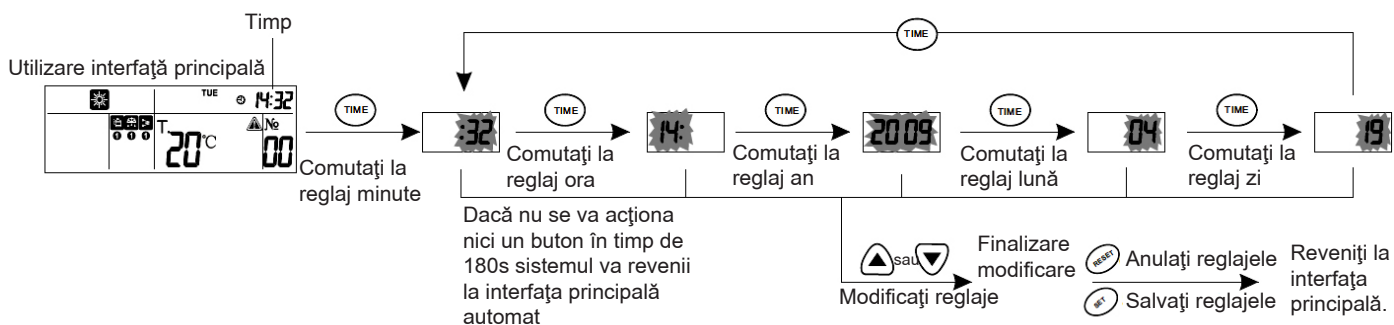 Timp
TIME
Utilizare interfaţă principală
TUE 14:32
T 20°C № 00
TIME
Comutaţi la
reglaj minute
:32
TIME
Comutaţi la
reglaj ora
14:
TIME
Comutaţi la
reglaj an
2009
TIME
Comutaţi la
reglaj lună
04
TIME
Comutaţi la
reglaj zi
19
Dacă nu se va acţiona
nici un buton în timp de
180s sistemul va revenii
la interfaţa principală
automat
sau
Modificaţi reglaje
Finalizare
modificare
RESET Anulaţi reglajele
SET Salvaţi reglajele
Reveniţi la
interfaţa
principală.